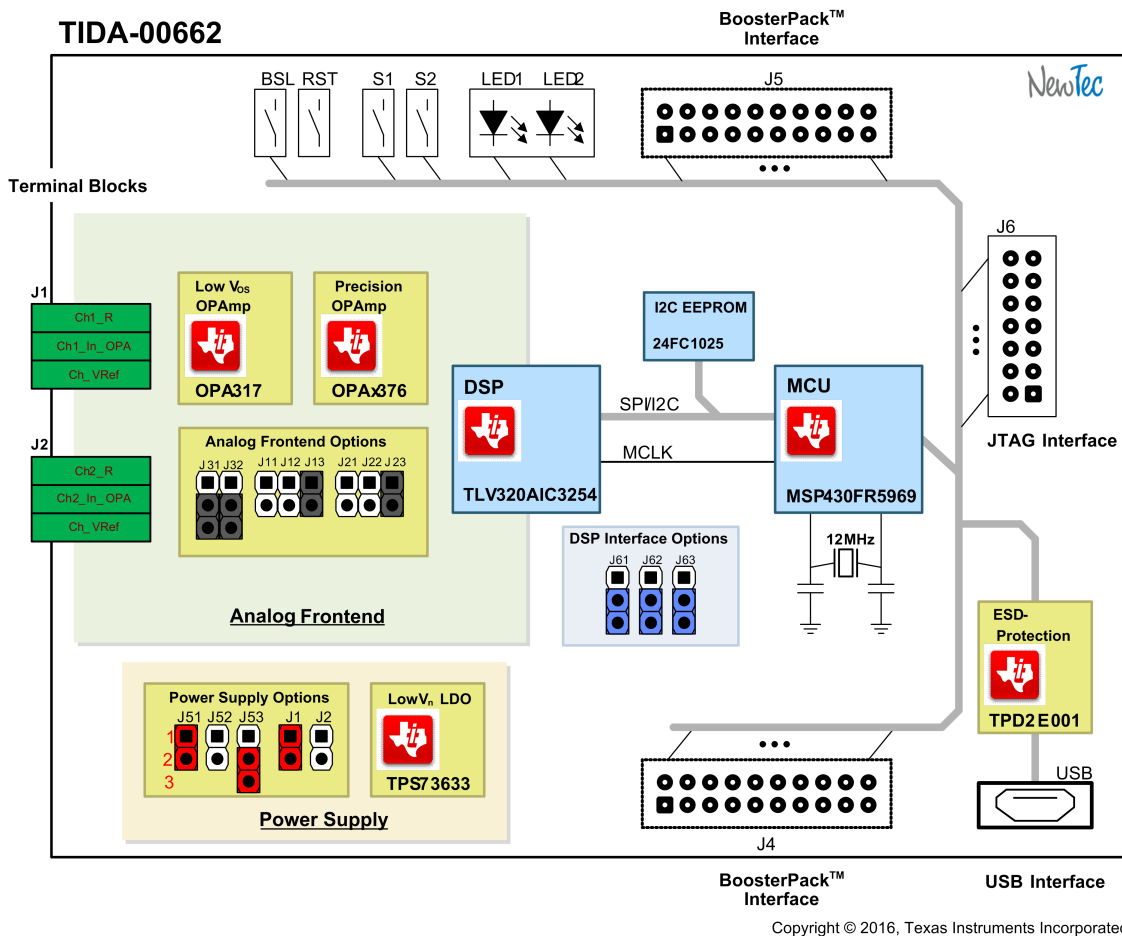 TIDA-00662
BoosterPack™
Interface
NewTec
BSL RST S1 S2 LED1 LED2
J5
Terminal Blocks
J6
J1
Ch1_R
Ch1_In_OPA
Ch_VRef
Low VOS
OPAmp
OPA317
Precision
OPAmp
OPAx376
I2C EEPROM
24FC1025
DSP
TLV320AIC3254
SPI/I2C
MCLK
MCU
MSP430FR5969
JTAG Interface
J2
Ch2_R
Ch2_In_OPA
Ch_VRef
Analog Frontend Options
J31 J32 J11 J12 J13 J21 J22 J23
Analog Frontend
DSP Interface Options
J61 J62 J63
12MHz
ESD-
Protection
TPD2E001
Power Supply Options
J51 J52 J53 J1 J2
1
2
3
LowVn LDO
TPS73633
Power Supply
USB
J4
BoosterPack™
Interface
USB Interface
Copyright © 2016, Texas Instruments Incorporated